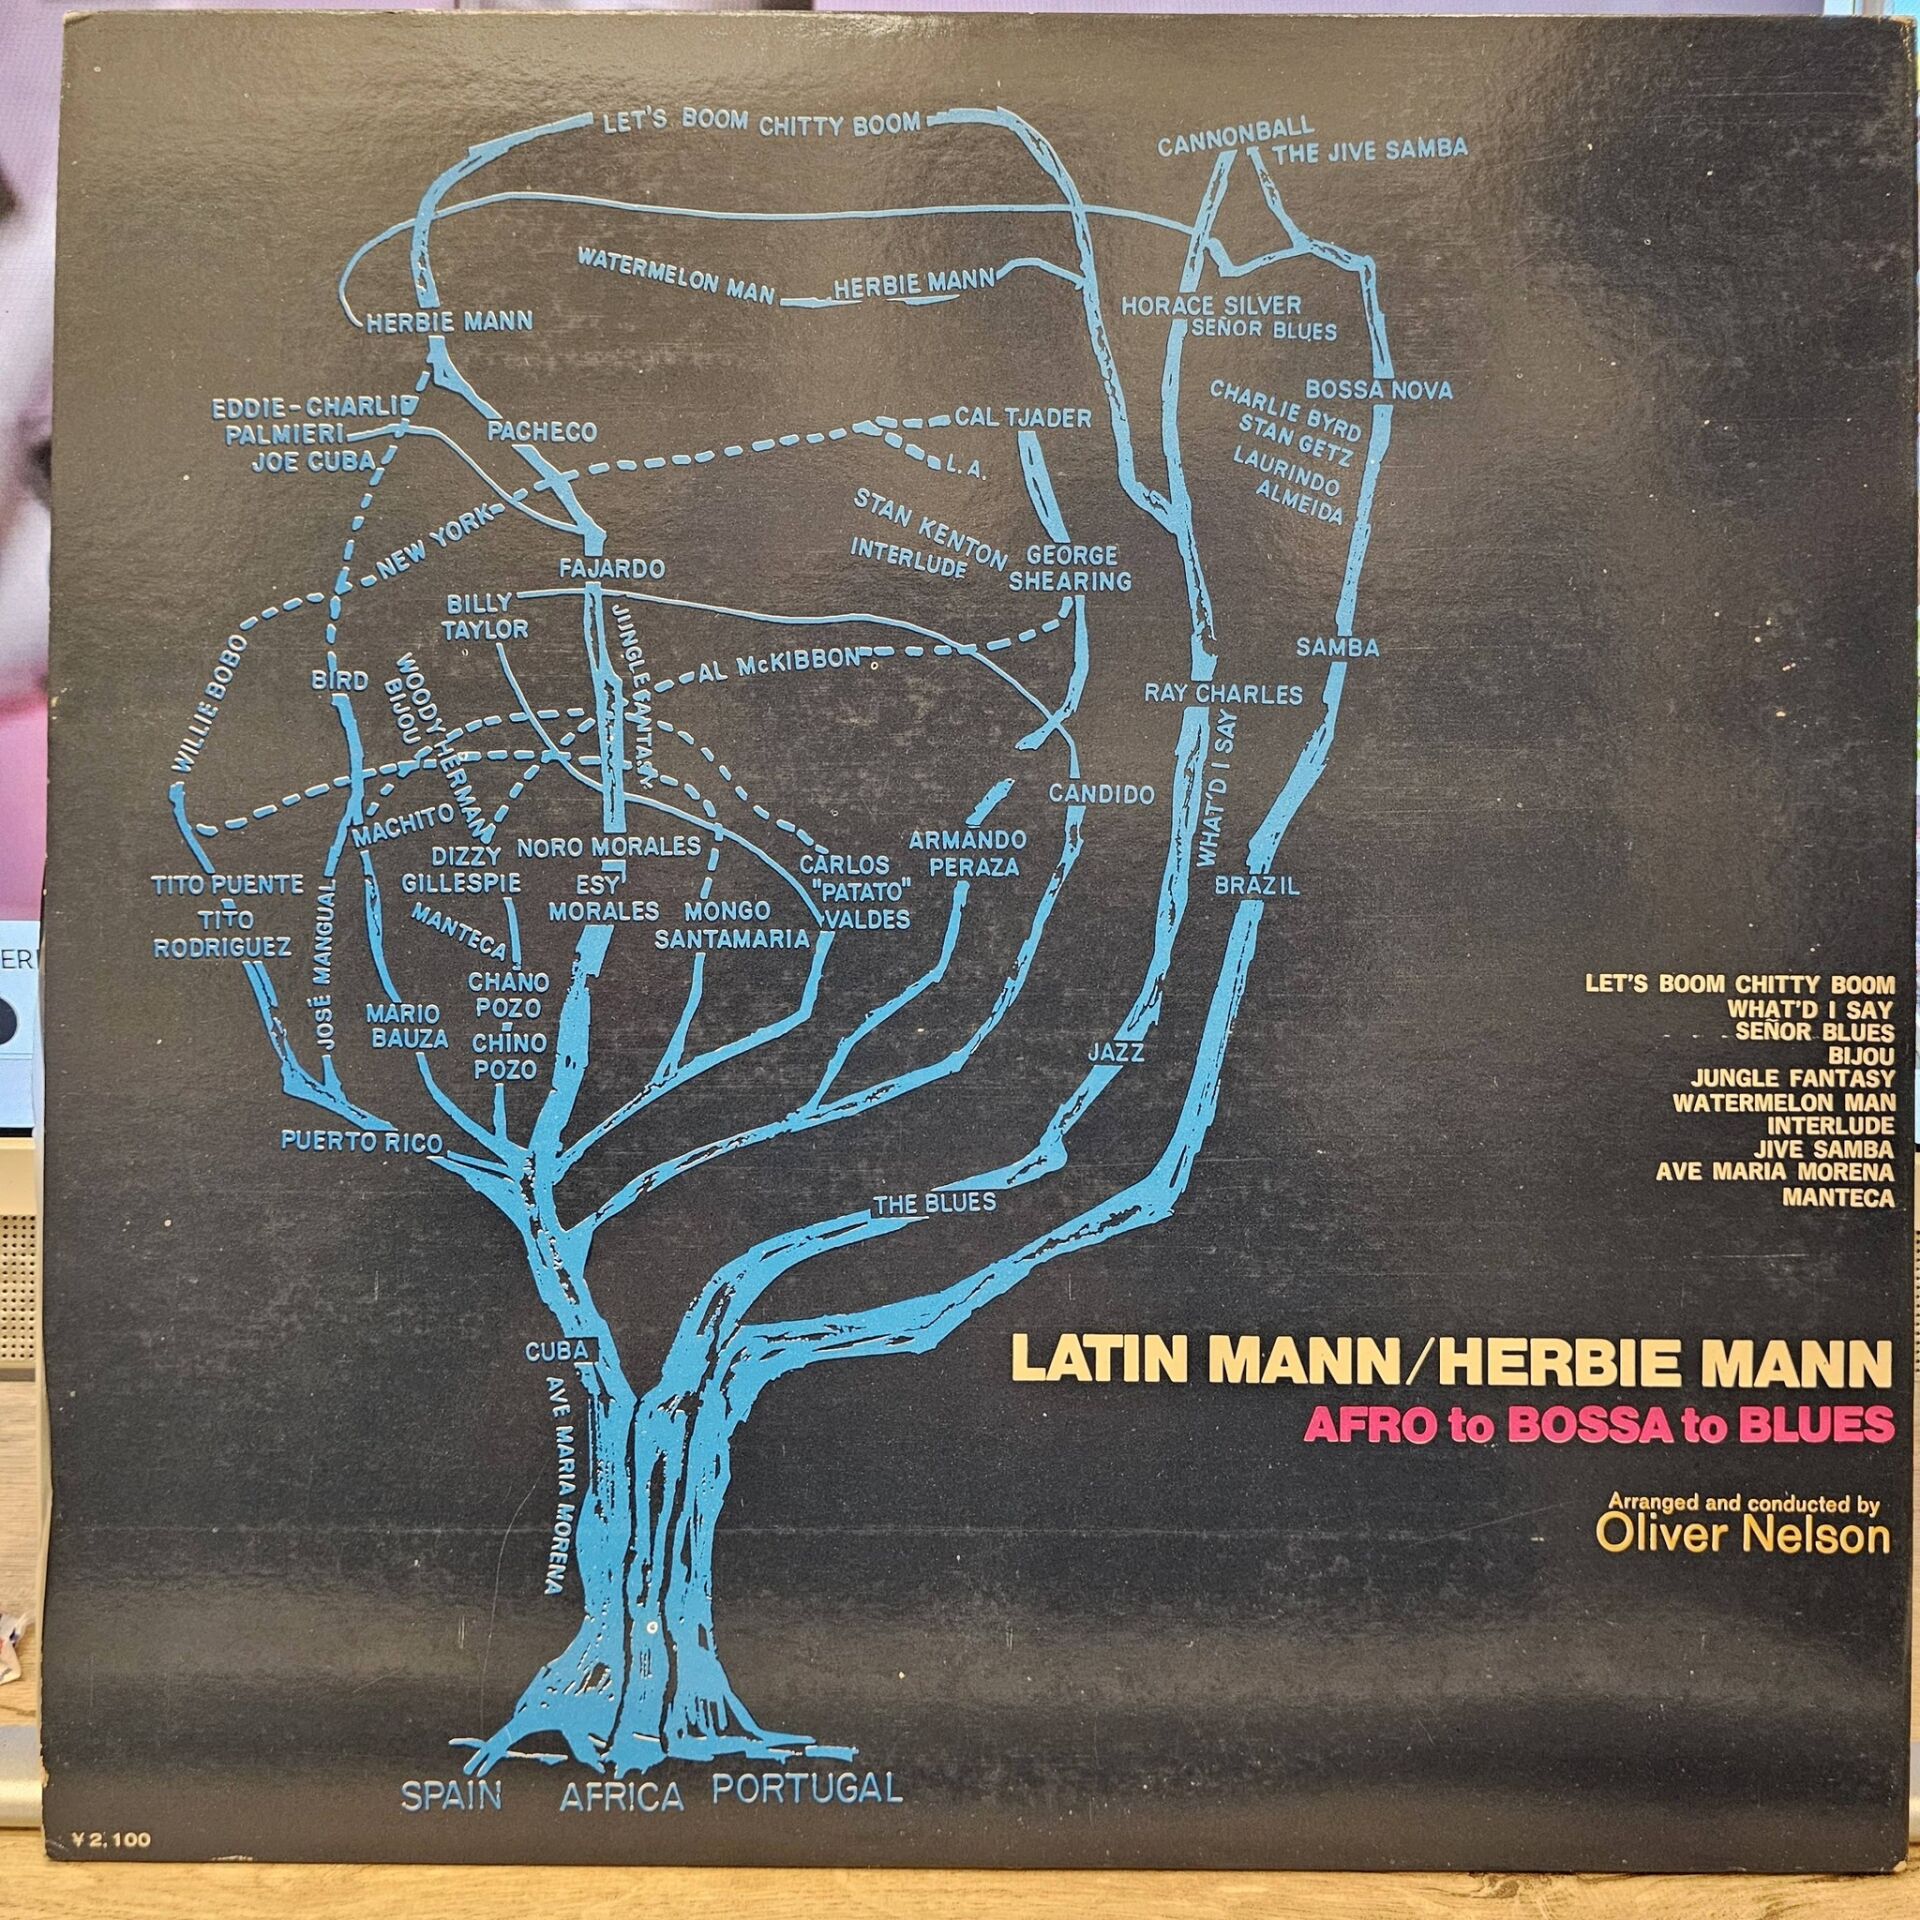 LET'S BOOM CHITTY BOOM
CANNONBALL
THE JIVE SAMBA
WATERMELON MAN
HERBIE MANN
HERBIE MANN
HORACE SILVER
SEÑOR BLUES
EDDIE-CHARLIE
PALMIERI
JOE CUBA
PACHECO
CAL TJADER
L.A.
BOSSA NOVA
CHARLIE BYRD
STAN GETZ
LAURINDO
ALMEIDA
NEW YORK
STAN KENTON
INTERLUDE
GEORGE
SHEARING
FAJARDO
BILLY
TAYLOR
JUNGLE FANTASY
AL McKIBBON
SAMBA
WILLIE BOBO
BIRD
WOODY HERMAN
BIJOU
RAY CHARLES
WHAT'D I SAY
CANDIDO
MACHITO
DIZZY
GILLESPIE
MANTECA
NORO MORALES
ESY
MORALES
MONGO
SANTAMARIA
CARLOS
"PATATO"
VALDES
ARMANDO
PERAZA
BRAZIL
TITO PUENTE
TITO
RODRIGUEZ
JOSÉ MANGUAL
MARIO
BAUZA
CHANO
POZO
CHINO
POZO
JAZZ
PUERTO RICO
THE BLUES
CUBA
AVE MARIA MORENA
SPAIN
AFRICA
PORTUGAL
LET'S BOOM CHITTY BOOM
WHAT'D I SAY
SEÑOR BLUES
BIJOU
JUNGLE FANTASY
WATERMELON MAN
INTERLUDE
JIVE SAMBA
AVE MARIA MORENA
MANTECA
LATIN MANN/HERBIE MANN
AFRO to BOSSA to BLUES
Arranged and conducted by
Oliver Nelson
¥2,100